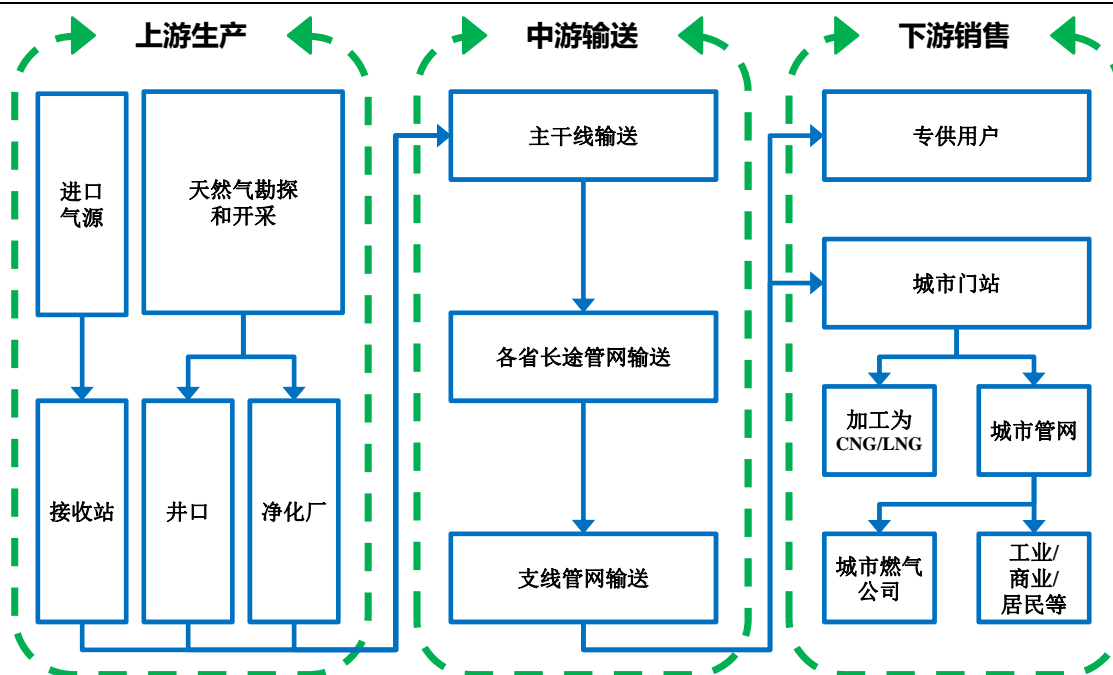 上游生产
中游输送
下游销售
进口
气源
天然气勘探
和开采
接收站
井口
净化厂
主干线输送
各省长途管网输送
支线管网输送
专供用户
城市门站
加工为
CNG/LNG
城市管网
城市燃气
公司
工业/
商业/
居民等